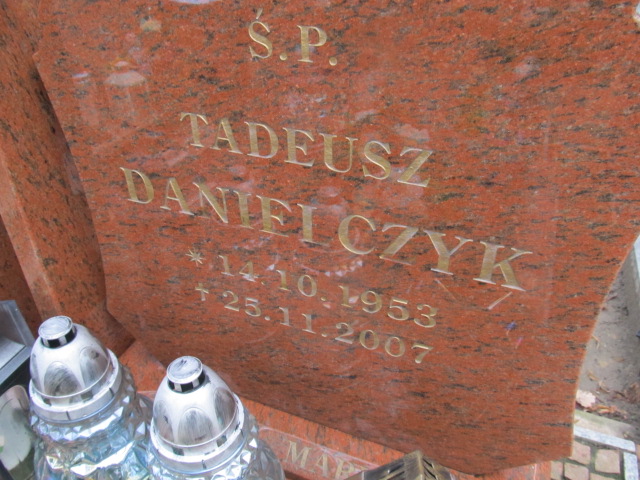 Ś.P.
TADEUSZ
DANIELCZYK
* 14.10.1953
† 25.11.2007